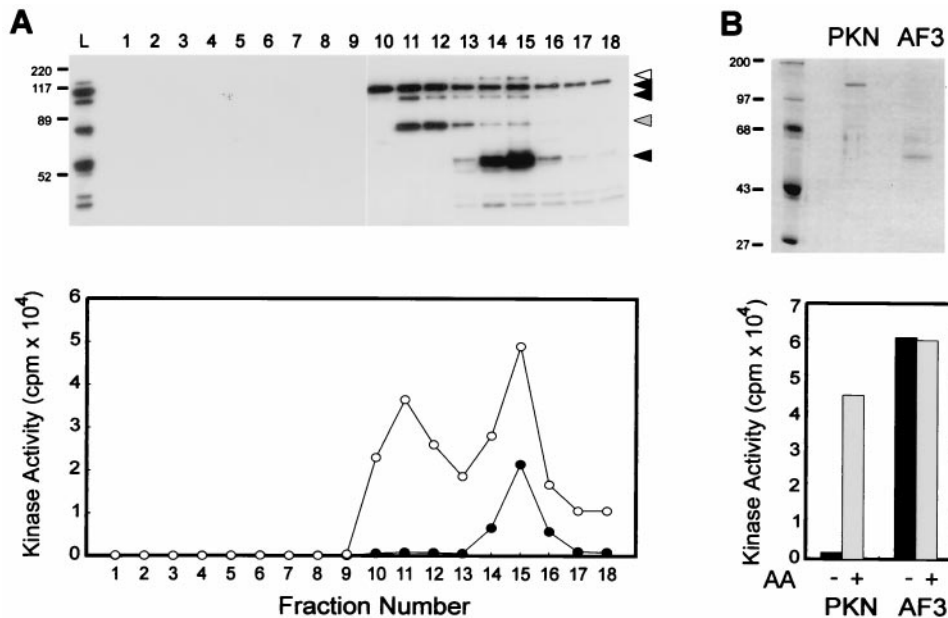 A
L 1 2 3 4 5 6 7 8 9 10 11 12 13 14 15 16 17 18
220
117
89
52
Kinase Activity (cpm x 10⁴)
6
5
4
3
2
1
0
1 2 3 4 5 6 7 8 9 10 11 12 13 14 15 16 17 18
Fraction Number
B
PKN AF3
200
97
68
43
27
Kinase Activity (cpm x 10⁴)
7
6
5
4
3
2
1
0
AA - + - +
PKN AF3